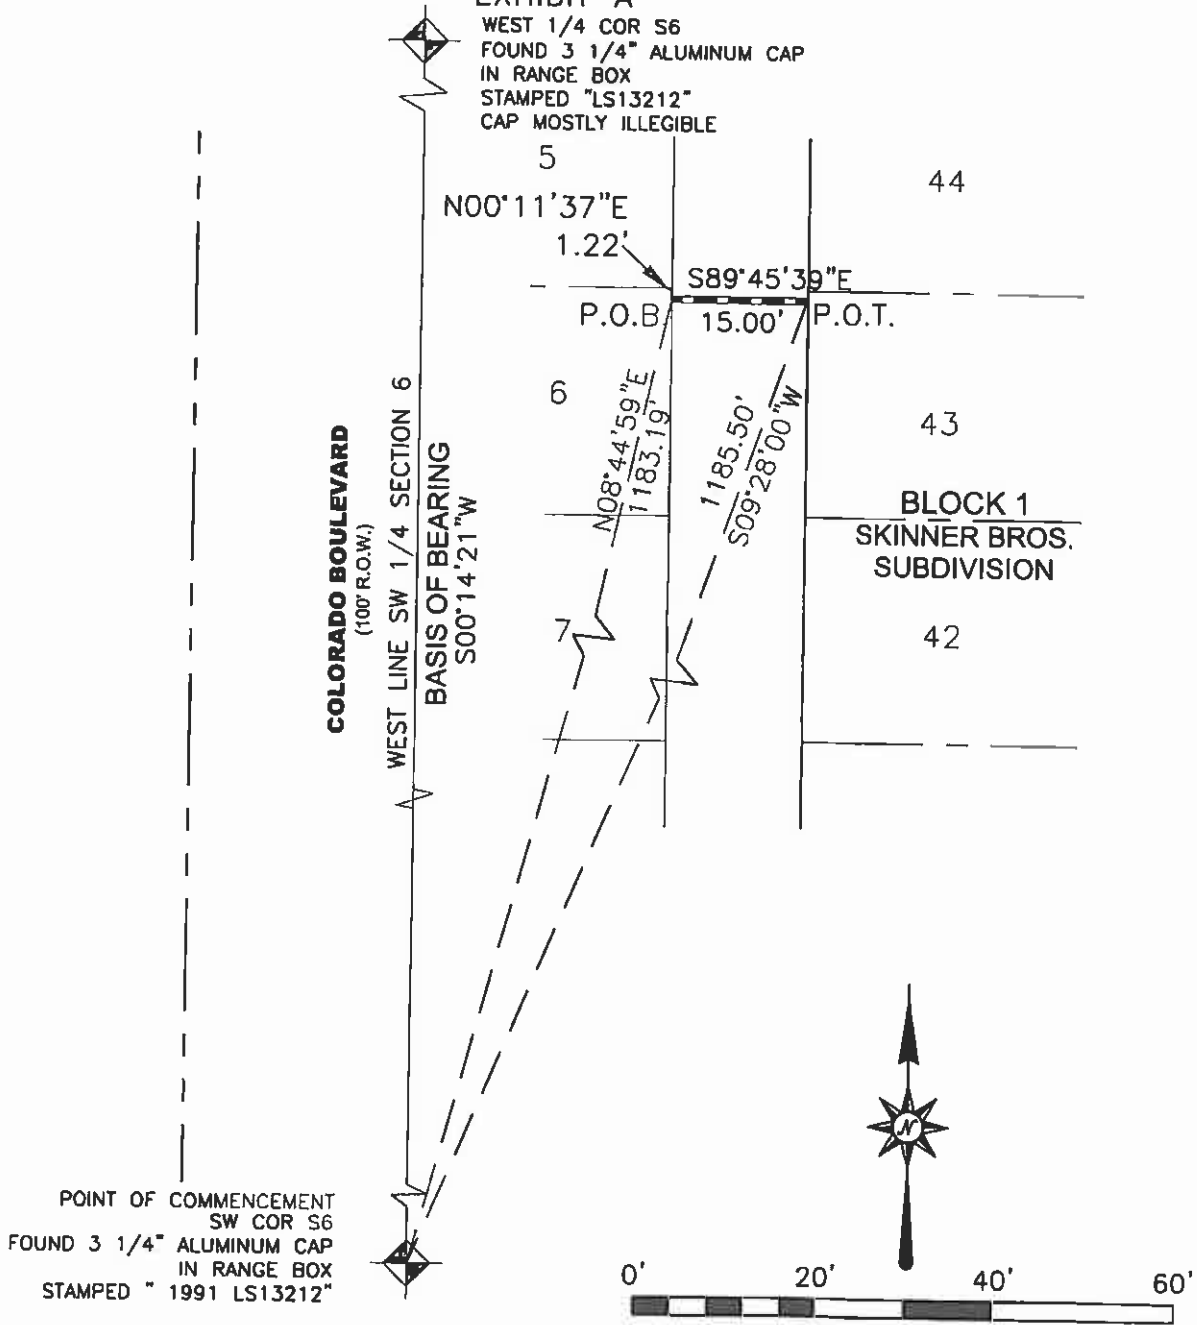 EXHIBIT "A"
WEST 1/4 COR S6
FOUND 3 1/4" ALUMINUM CAP
IN RANGE BOX
STAMPED "LS13212"
CAP MOSTLY ILLEGIBLE
5
44
N00°11'37"E
1.22'
S89°45'39"E
P.O.B
15.00'
P.O.T.
6
43
N08°44'59"E
1183.19'
1185.50'
S09°28'00"W
COLORADO BOULEVARD
(100' R.O.W.)
WEST LINE SW 1/4 SECTION 6
BASIS OF BEARING
S00°14'21"W
BLOCK 1
SKINNER BROS.
SUBDIVISION
7
42
N
POINT OF COMMENCEMENT
SW COR S6
FOUND 3 1/4" ALUMINUM CAP
IN RANGE BOX
STAMPED " 1991 LS13212"
0'
20'
40'
60'